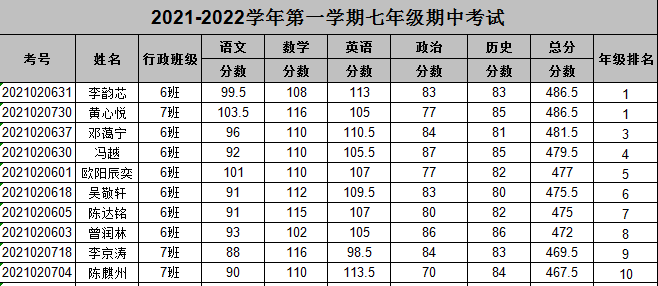 2021-2022学年第一学期七年级期中考试
考号 姓名 行政班级 语文 数学 英语 政治 历史 总分 年级排名
分数 分数 分数 分数 分数 分数
2021020631 李韵芯 6班 99.5 108 113 83 83 486.5 1
2021020730 黄心悦 7班 103.5 116 105 77 85 486.5 1
2021020637 邓蔼宁 6班 96 110 110.5 84 81 481.5 3
2021020630 冯越 6班 92 110 105.5 87 85 479.5 4
2021020601 欧阳辰奕 6班 101 110 107 77 82 477 5
2021020618 吴敬轩 6班 91 112 109.5 83 80 475.5 6
2021020605 陈达铭 6班 91 115 107 80 82 475 7
2021020603 曾润林 6班 93 102 105 86 86 472 8
2021020718 李京涛 7班 88 116 98.5 84 83 469.5 9
2021020704 陈麒州 7班 90 110 113.5 70 84 467.5 10